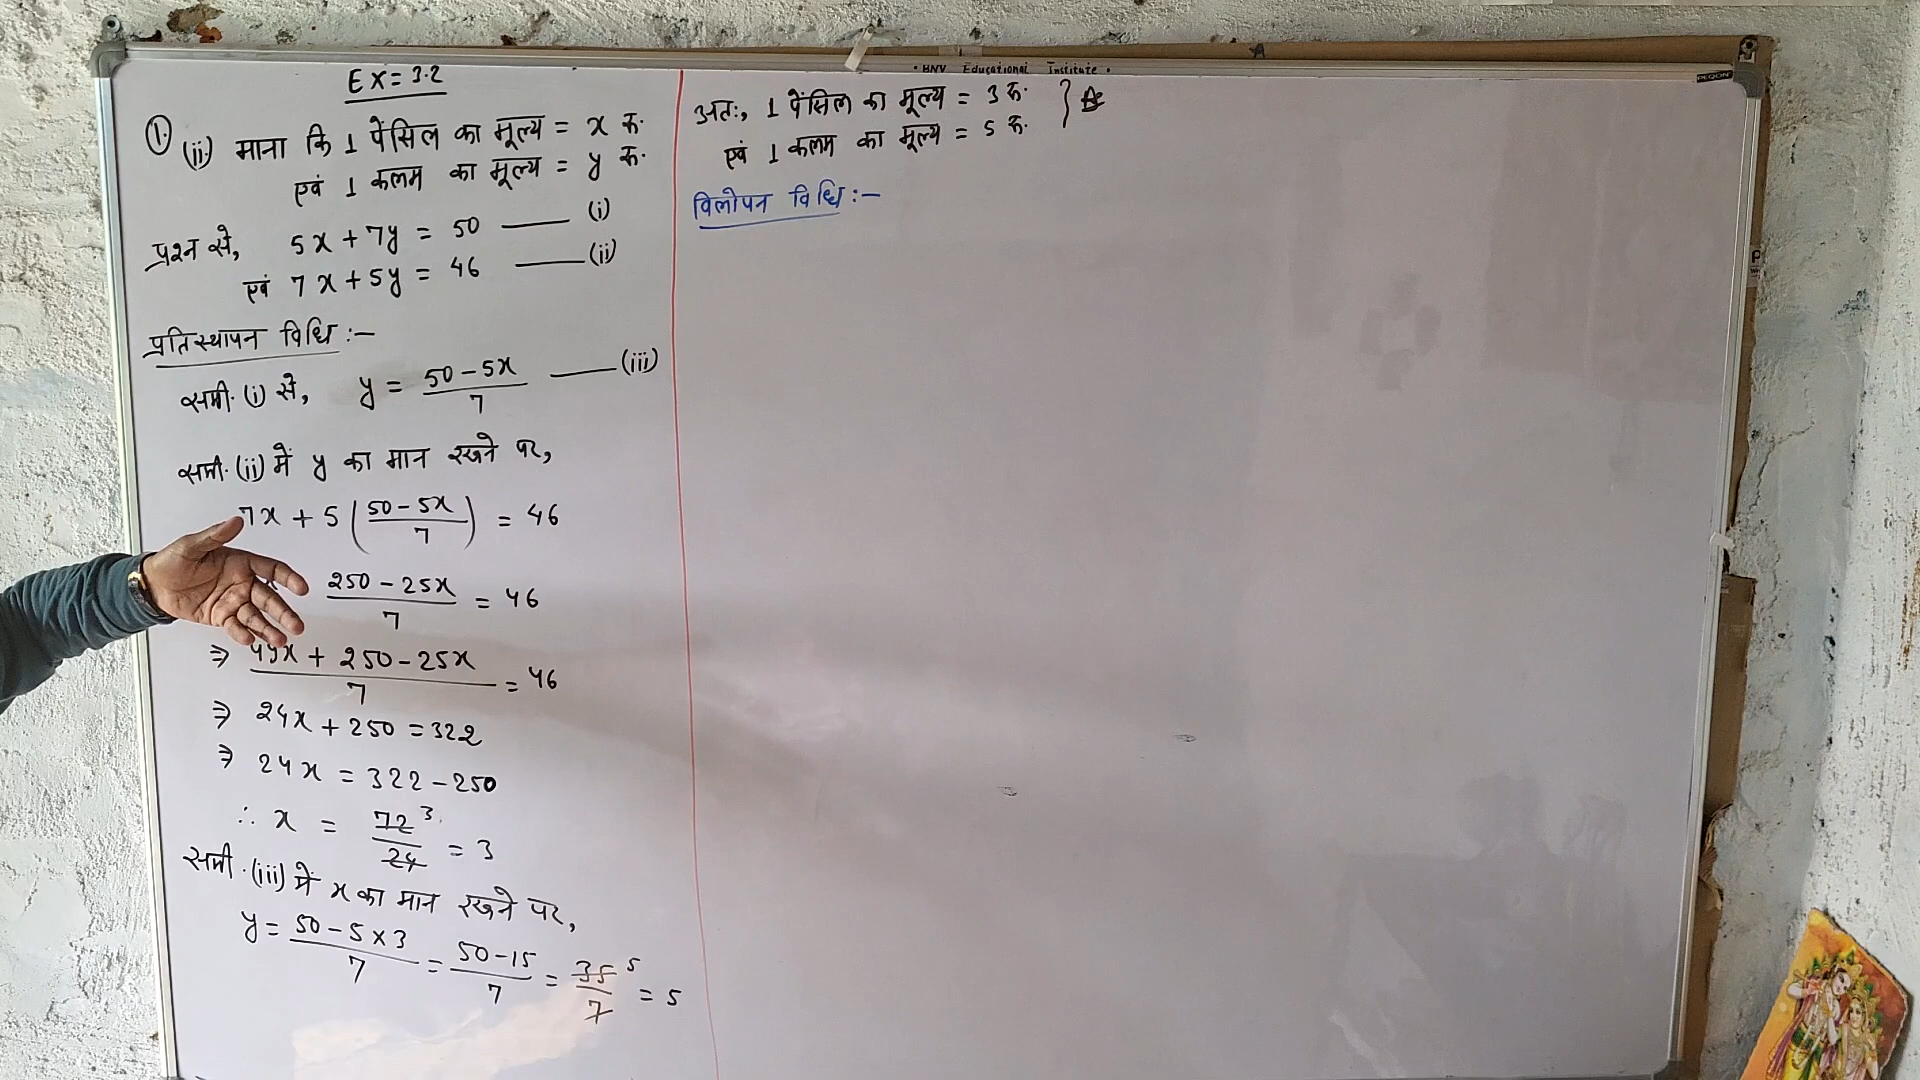 • BNV Educational Institute •
PEQON
EX = 3.2
①. (ii) माना कि 1 पेंसिल का मूल्य = x रू.
एवं 1 कलम का मूल्य = y रू.
प्रश्न से, 5x + 7y = 50 —— (i)
एवं 7x + 5y = 46 —— (ii)
प्रतिस्थापन विधि :–
समी. (i) से, y = (50 – 5x)/7 —— (iii)
समी. (ii) में y का मान रखने पर,
7x + 5 ((50 – 5x)/7) = 46
(250 – 25x)/7 = 46
⇒ (49x + 250 – 25x)/7 = 46
⇒ 24x + 250 = 322
⇒ 24x = 322 – 250
∴ x = 72/24 3 = 3
समी. (iii) में x का मान रखने पर,
y = (50 – 5 × 3)/7 = (50 – 15)/7 = 35/7 5 = 5
अतः, 1 पेंसिल का मूल्य = 3 रू. }
एवं 1 कलम का मूल्य = 5 रू.
विलोपन विधि :–